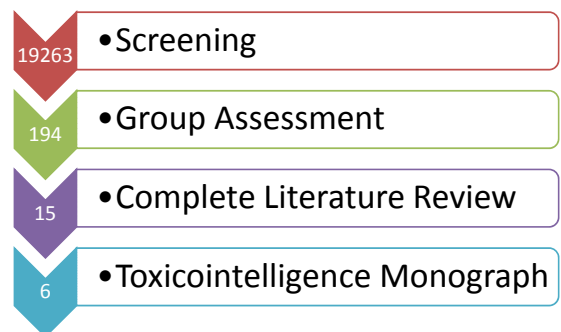 19263 •Screening
194 •Group Assessment
15 •Complete Literature Review
6 •Toxicointelligence Monograph